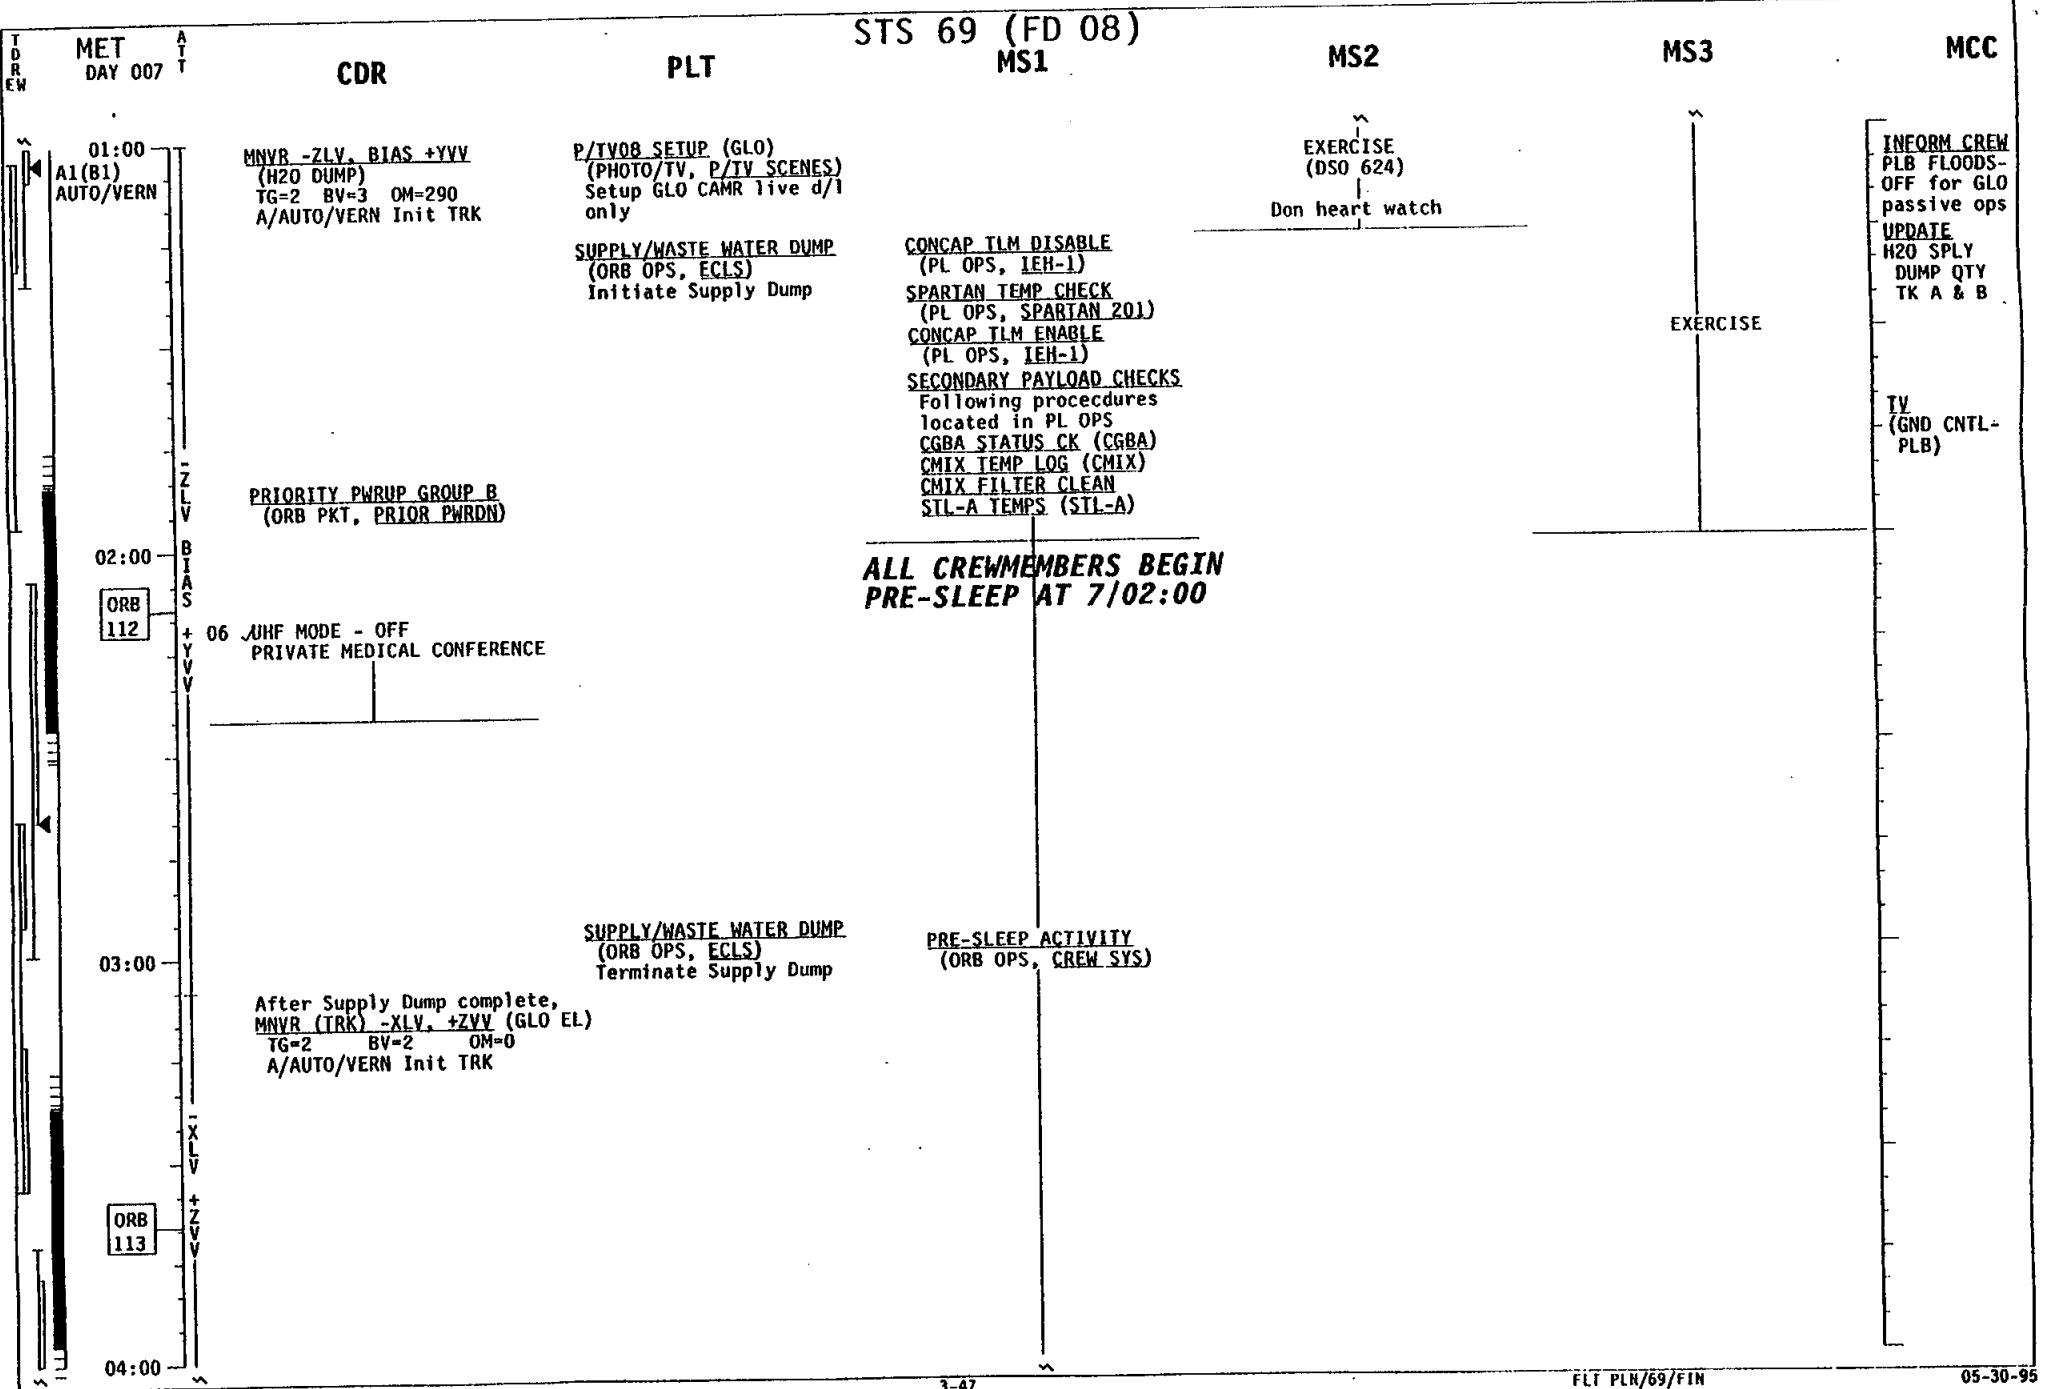 STS 69 (FD 08)
TDR
EW
MET
DAY 007
ATT
CDR
PLT
MS1
MS2
MS3
MCC
01:00
A1(B1)
AUTO/VERN
02:00
ORB
112
03:00
ORB
113
04:00
-ZLV BIAS +YVV
-XLV +ZVV
MNVR -ZLV, BIAS +YVV
(H2O DUMP)
TG=2 BV=3 OM=290
A/AUTO/VERN Init TRK
PRIORITY PWRUP GROUP B
(ORB PKT, PRIOR PWRDN)
06 ✓UHF MODE - OFF
PRIVATE MEDICAL CONFERENCE
After Supply Dump complete,
MNVR (TRK) -XLV, +ZVV (GLO EL)
TG=2 BV=2 OM=0
A/AUTO/VERN Init TRK
P/TV08 SETUP (GLO)
(PHOTO/TV, P/TV SCENES)
Setup GLO CAMR live d/l
only
SUPPLY/WASTE WATER DUMP
(ORB OPS, ECLS)
Initiate Supply Dump
SUPPLY/WASTE WATER DUMP
(ORB OPS, ECLS)
Terminate Supply Dump
CONCAP TLM DISABLE
(PL OPS, IEH-1)
SPARTAN TEMP CHECK
(PL OPS, SPARTAN 201)
CONCAP TLM ENABLE
(PL OPS, IEH-1)
SECONDARY PAYLOAD CHECKS
Following procecdures
located in PL OPS
CGBA STATUS CK (CGBA)
CMIX TEMP LOG (CMIX)
CMIX FILTER CLEAN
STL-A TEMPS (STL-A)
ALL CREWMEMBERS BEGIN
PRE-SLEEP AT 7/02:00
PRE-SLEEP ACTIVITY
(ORB OPS, CREW SYS)
EXERCISE
(DSO 624)
Don heart watch
EXERCISE
INFORM CREW
PLB FLOODS-
OFF for GLO
passive ops
UPDATE
H2O SPLY
DUMP QTY
TK A & B
TV
(GND CNTL-
PLB)
3-47
FLT PLN/69/FIN
05-30-95